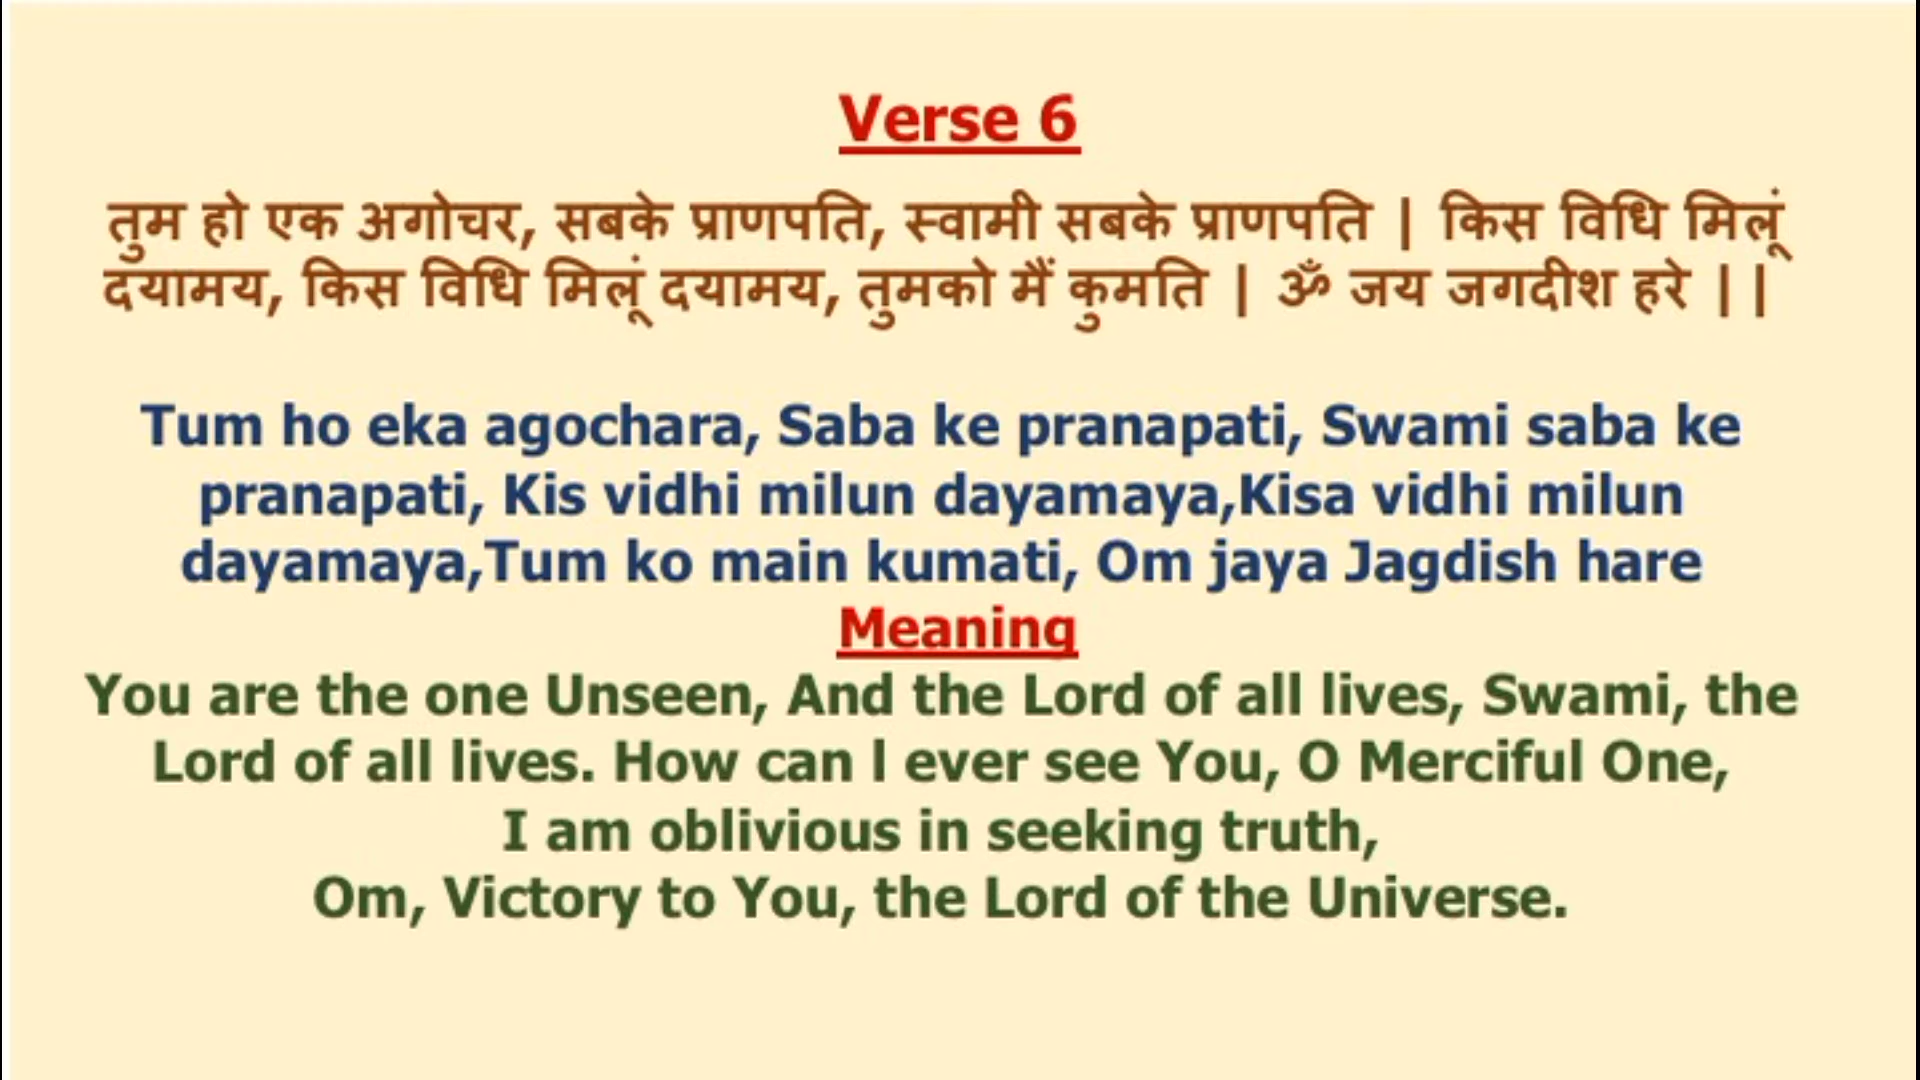 Verse 6
तुम हो एक अगोचर, सबके प्राणपति, स्वामी सबके प्राणपति | किस विधि मिलूं
दयामय, किस विधि मिलूं दयामय, तुमको मैं कुमति | ॐ जय जगदीश हरे ||
Tum ho eka agochara, Saba ke pranapati, Swami saba ke
pranapati, Kis vidhi milun dayamaya,Kisa vidhi milun
dayamaya,Tum ko main kumati, Om jaya Jagdish hare
Meaning
You are the one Unseen, And the Lord of all lives, Swami, the
Lord of all lives. How can l ever see You, O Merciful One,
I am oblivious in seeking truth,
Om, Victory to You, the Lord of the Universe.